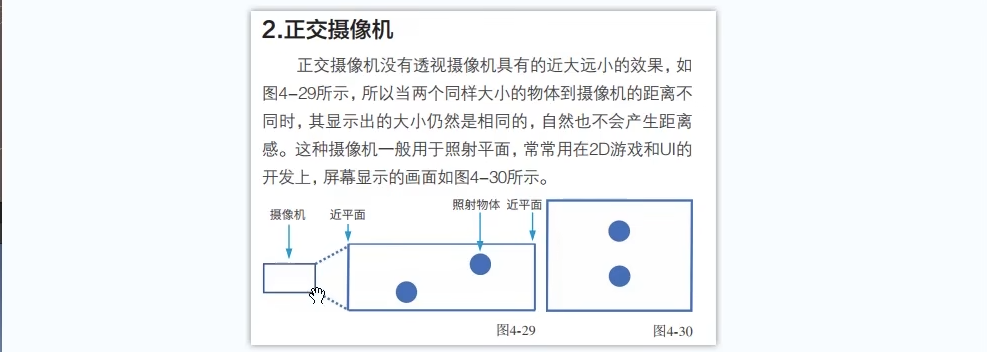 2.正交摄像机
正交摄像机没有透视摄像机具有的近大远小的效果，如
图4-29所示，所以当两个同样大小的物体到摄像机的距离不
同时，其显示出的大小仍然是相同的，自然也不会产生距离
感。这种摄像机一般用于照射平面，常常用在2D游戏和UI的
开发上，屏幕显示的画面如图4-30所示。
摄像机 近平面 照射物体 近平面
图4-29 图4-30